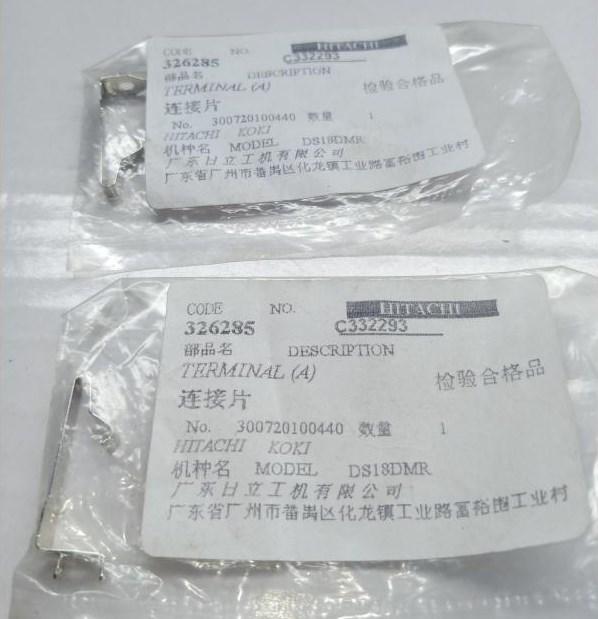 CODE NO. HITACHI
326285 C332293
部品名 DESCRIPTION
TERMINAL (A) 检验合格品
连接片
No. 300720100440 数量 1
HITACHI KOKI
机种名 MODEL DS18DMR
广东日立工机有限公司
广东省广州市番禺区化龙镇工业路富裕围工业村
CODE NO. HITACHI
326285 C332293
部品名 DESCRIPTION
TERMINAL (A) 检验合格品
连接片
No. 300720100440 数量 1
HITACHI KOKI
机种名 MODEL DS18DMR
广东日立工机有限公司
广东省广州市番禺区化龙镇工业路富裕围工业村